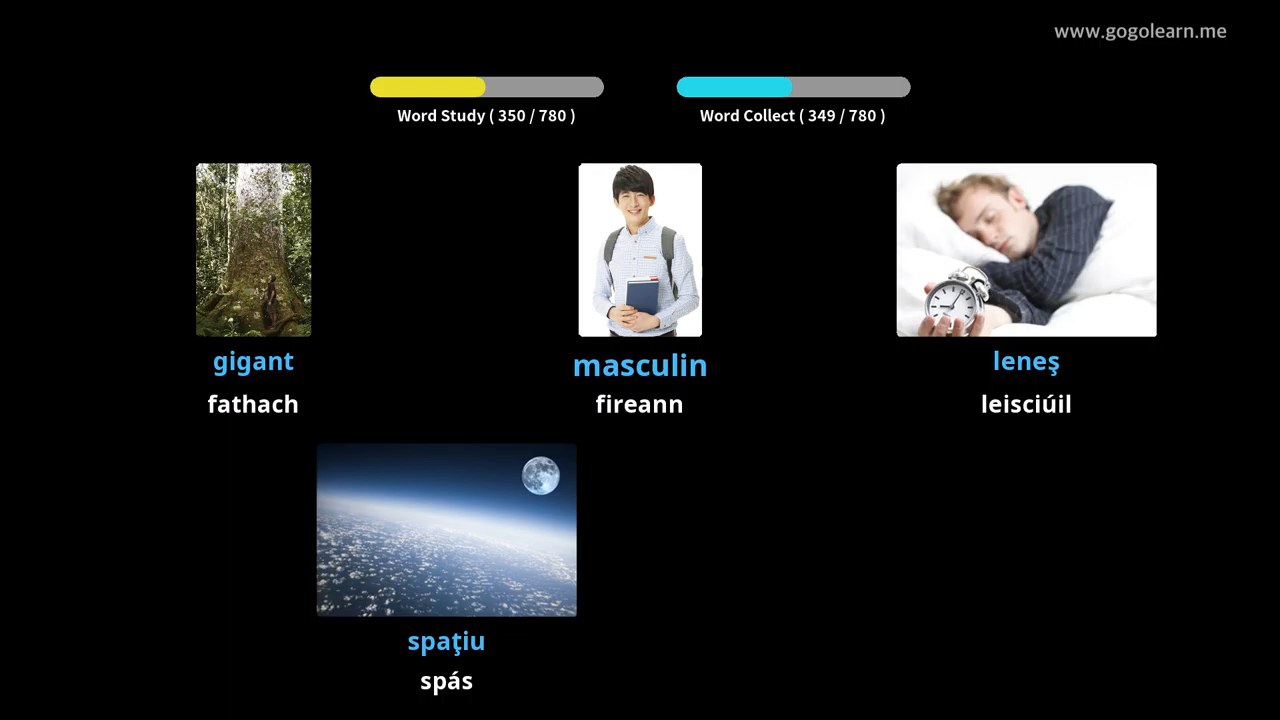 www.gogolearn.me
Word Study ( 350 / 780 )
Word Collect ( 349 / 780 )
gigant
masculin
leneş
fathach
fireann
leisciúil
spaţiu
spás